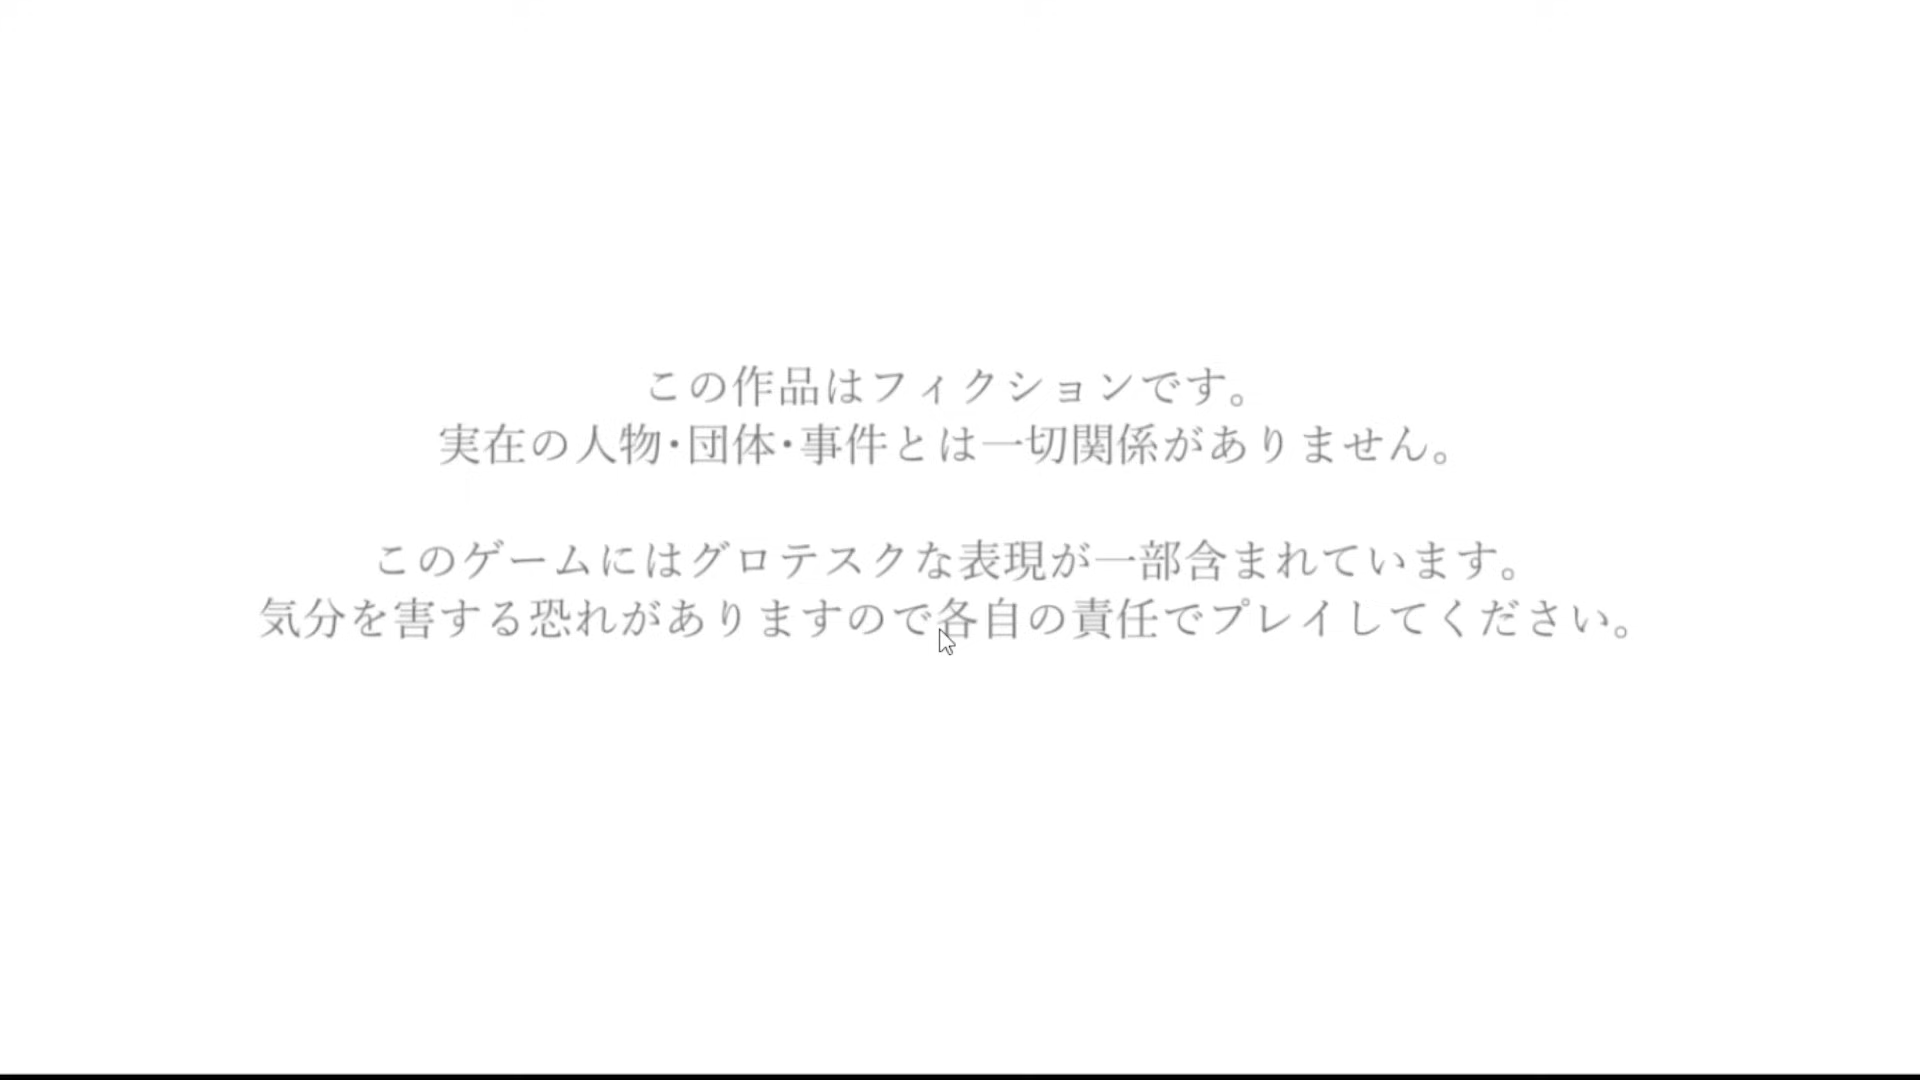 この作品はフィクションです。
実在の人物・団体・事件とは一切関係がありません。
このゲームにはグロテスクな表現が一部含まれています。
気分を害する恐れがありますので各自の責任でプレイしてください。